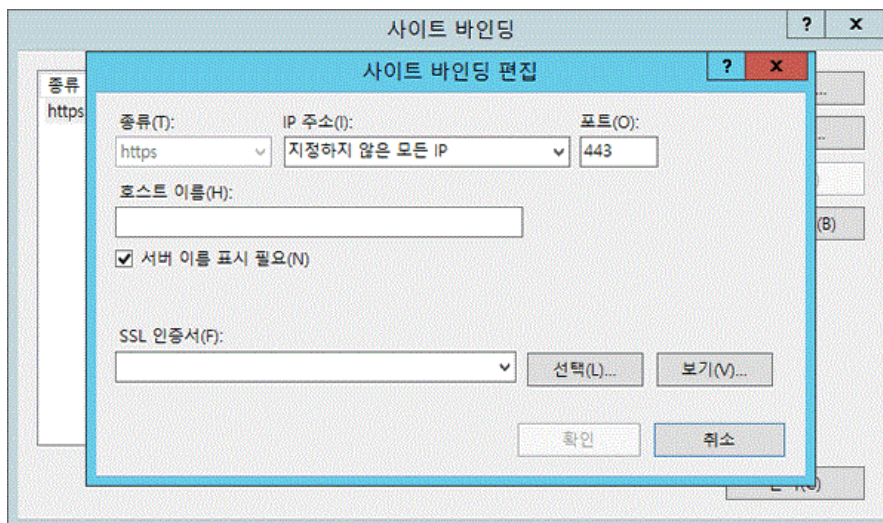 사이트 바인딩
사이트 바인딩 편집
종류
https
종류(T):
IP 주소(I):
포트(O):
https
지정하지 않은 모든 IP
443
호스트 이름(H):
서버 이름 표시 필요(N)
SSL 인증서(F):
선택(L)...
보기(V)...
확인
취소
(B)